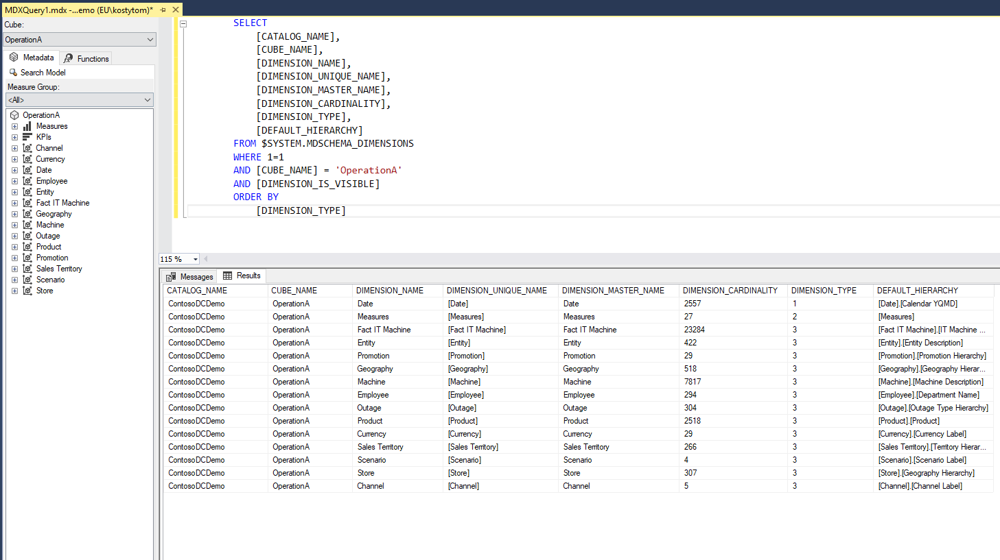 MDXQuery1.mdx -...emo (EU\kostytom)*
Cube:
OperationA
Metadata Functions
Search Model
Measure Group:
<All>
OperationA
Measures
KPIs
Channel
Currency
Date
Employee
Entity
Fact IT Machine
Geography
Machine
Outage
Product
Promotion
Sales Territory
Scenario
Store
SELECT
[CATALOG_NAME],
[CUBE_NAME],
[DIMENSION_NAME],
[DIMENSION_UNIQUE_NAME],
[DIMENSION_MASTER_NAME],
[DIMENSION_CARDINALITY],
[DIMENSION_TYPE],
[DEFAULT_HIERARCHY]
FROM $SYSTEM.MDSCHEMA_DIMENSIONS
WHERE 1=1
AND [CUBE_NAME] = 'OperationA'
AND [DIMENSION_IS_VISIBLE]
ORDER BY
[DIMENSION_TYPE]
115 %
Messages Results
CATALOG_NAME CUBE_NAME DIMENSION_NAME DIMENSION_UNIQUE_NAME DIMENSION_MASTER_NAME DIMENSION_CARDINALITY DIMENSION_TYPE DEFAULT_HIERARCHY
ContosoDCDemo OperationA Date [Date] Date 2557 1 [Date].[Calendar YQMD]
ContosoDCDemo OperationA Measures [Measures] Measures 27 2 [Measures]
ContosoDCDemo OperationA Fact IT Machine [Fact IT Machine] Fact IT Machine 23284 3 [Fact IT Machine].[IT Machine ...
ContosoDCDemo OperationA Entity [Entity] Entity 422 3 [Entity].[Entity Description]
ContosoDCDemo OperationA Promotion [Promotion] Promotion 29 3 [Promotion].[Promotion Hierarchy]
ContosoDCDemo OperationA Geography [Geography] Geography 518 3 [Geography].[Geography Hierar...
ContosoDCDemo OperationA Machine [Machine] Machine 7817 3 [Machine].[Machine Description]
ContosoDCDemo OperationA Employee [Employee] Employee 294 3 [Employee].[Department Name]
ContosoDCDemo OperationA Outage [Outage] Outage 304 3 [Outage].[Outage Type Hierarchy]
ContosoDCDemo OperationA Product [Product] Product 2518 3 [Product].[Product]
ContosoDCDemo OperationA Currency [Currency] Currency 29 3 [Currency].[Currency Label]
ContosoDCDemo OperationA Sales Territory [Sales Territory] Sales Territory 266 3 [Sales Territory].[Territory Hierar...
ContosoDCDemo OperationA Scenario [Scenario] Scenario 4 3 [Scenario].[Scenario Label]
ContosoDCDemo OperationA Store [Store] Store 307 3 [Store].[Geography Hierarchy]
ContosoDCDemo OperationA Channel [Channel] Channel 5 3 [Channel].[Channel Label]